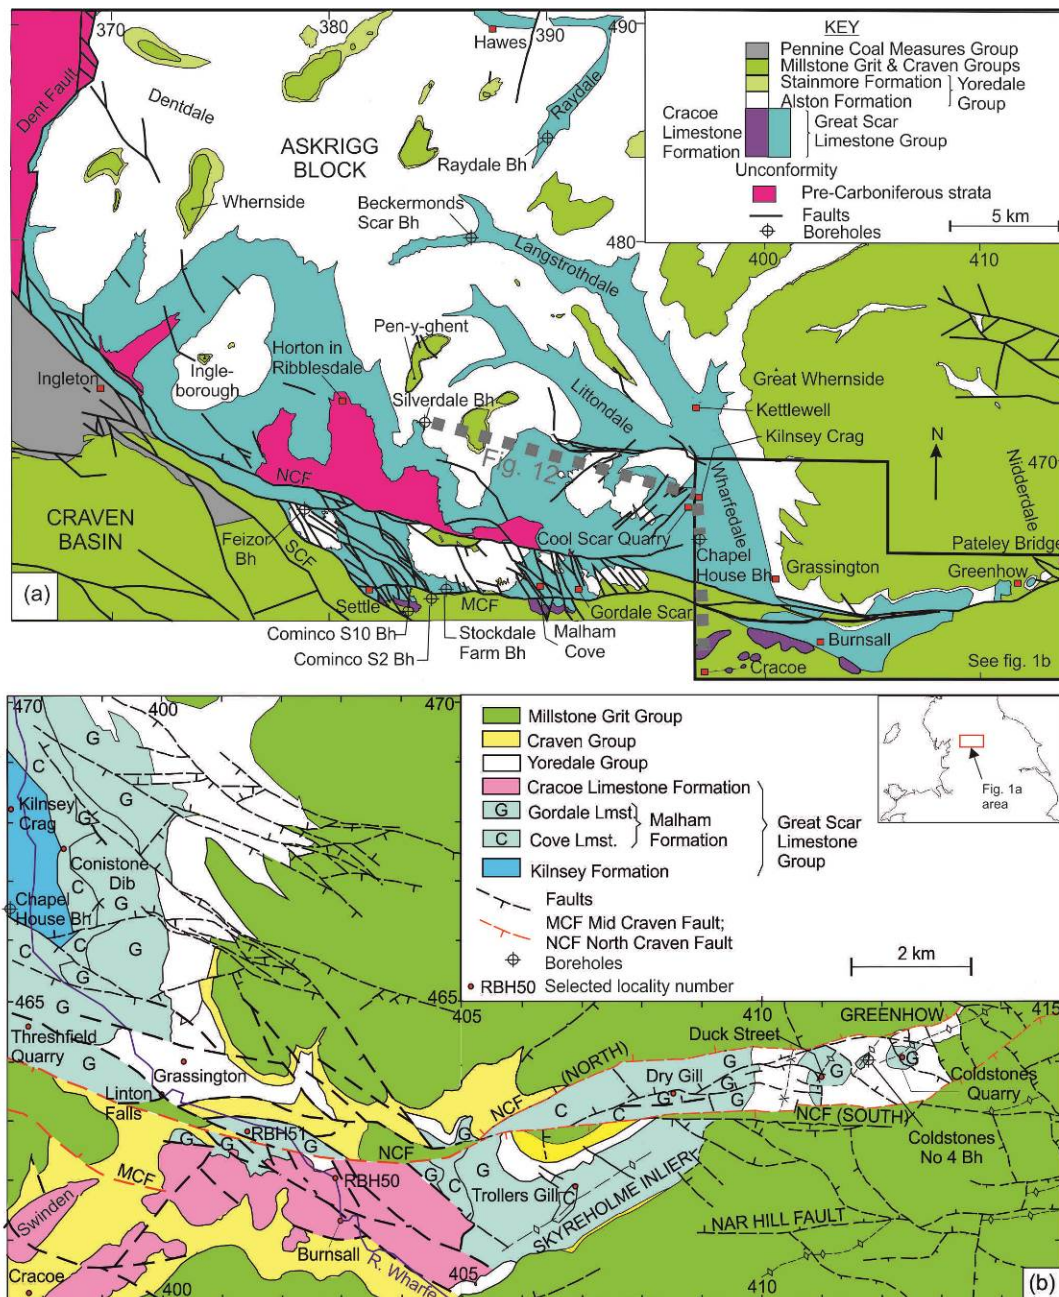 370
380
390
490
Hawes
Dent Fault
Dentdale
Raydale
ASKRIGG
BLOCK
Raydale Bh
Whernside
Beckermonds
Scar Bh
480
Langstrothdale
KEY
Pennine Coal Measures Group
Millstone Grit & Craven Groups
Stainmore Formation
Alston Formation
Yoredale
Group
Cracoe
Limestone
Formation
Great Scar
Limestone Group
Unconformity
Pre-Carboniferous strata
Faults
Boreholes
5 km
400
410
Pen-y-ghent
Horton in
Ribblesdale
Ingleton
Ingle-
borough
Silverdale Bh
Littondale
Great Whernside
Kettlewell
Kilnsey Crag
Fig. 12
N
470
Nidderdale
NCF
Wharfedale
CRAVEN
BASIN
Feizor
Bh
SCF
Cool Scar Quarry
Chapel
House Bh
Pateley Bridge
Grassington
Greenhow
(a)
Settle
MCF
Gordale Scar
Cominco S10 Bh
Cominco S2 Bh
Stockdale
Farm Bh
Malham
Cove
Burnsall
Cracoe
See fig. 1b
470
400
470
Millstone Grit Group
Craven Group
Yoredale Group
Cracoe Limestone Formation
G
Gordale Lmst.
C
Cove Lmst.
Malham
Formation
Great Scar
Limestone
Group
Kilnsey Formation
Faults
MCF Mid Craven Fault;
NCF North Craven Fault
Boreholes
RBH50 Selected locality number
2 km
Fig. 1a
area
G
C
G
Kilnsey
Crag
C
Conistone
Dib
G
Chapel
House Bh
C
C
G
G
G
465
Threshfield
Quarry
Grassington
Linton
Falls
465
405
410
415
Duck Street
GREENHOW
(NORTH)
NCF
Dry Gill
G
G
C
C
G
G
G
Coldstones
Quarry
NCF (SOUTH)
Coldstones
No 4 Bh
RBH51
G
G
G
NCF
MCF
RBH50
G
C
G
C
Trollers Gill
C
SKYREHOLME INLIER
NAR HILL FAULT
Swinden
Burnsall
R. Wharfe
Cracoe
400
405
410
(b)